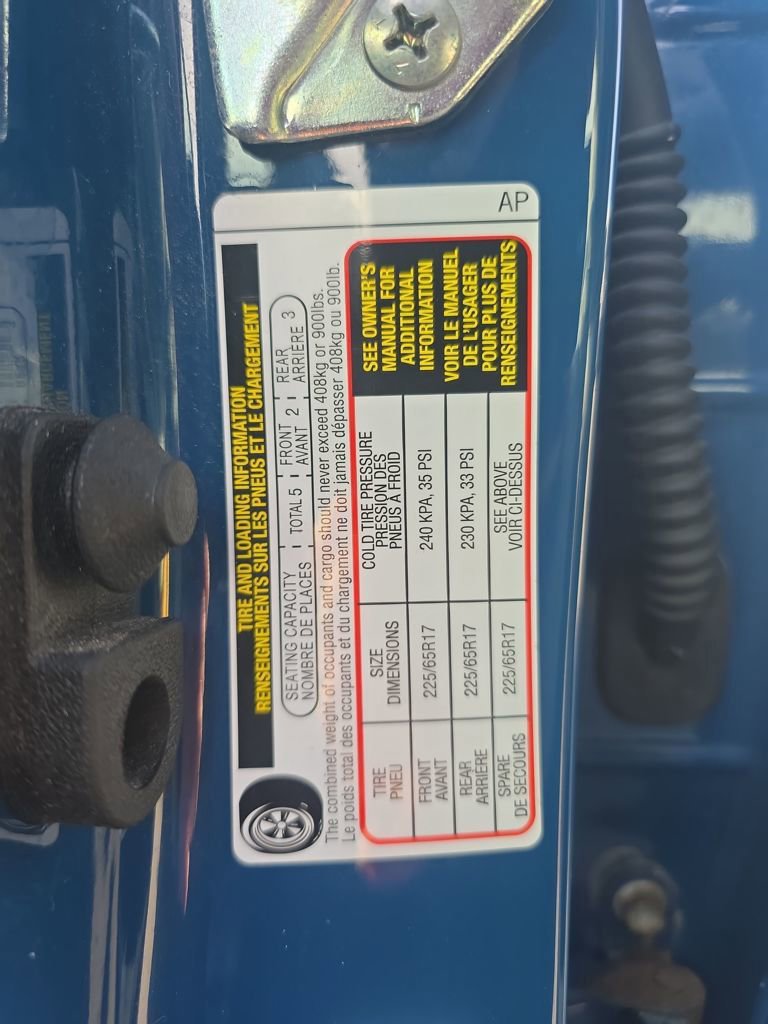 TIRE AND LOADING INFORMATION
RENSEIGNEMENTS SUR LES PNEUS ET LE CHARGEMENT
SEATING CAPACITY
NOMBRE DE PLACES
TOTAL 5
FRONT
AVANT 2
REAR
ARRIÈRE 3
The combined weight of occupants and cargo should never exceed 408kg or 900lbs.
Le poids total des occupants et du chargement ne doit jamais dépasser 408kg ou 900lb.
TIRE
PNEU
SIZE
DIMENSIONS
COLD TIRE PRESSURE
PRESSION DES
PNEUS À FROID
FRONT
AVANT
225/65R17
240 KPA, 35 PSI
REAR
ARRIÈRE
225/65R17
230 KPA, 33 PSI
SPARE
DE SECOURS
225/65R17
SEE ABOVE
VOIR CI-DESSUS
SEE OWNER'S
MANUAL FOR
ADDITIONAL
INFORMATION
VOIR LE MANUEL
DE L'USAGER
POUR PLUS DE
RENSEIGNEMENTS
AP